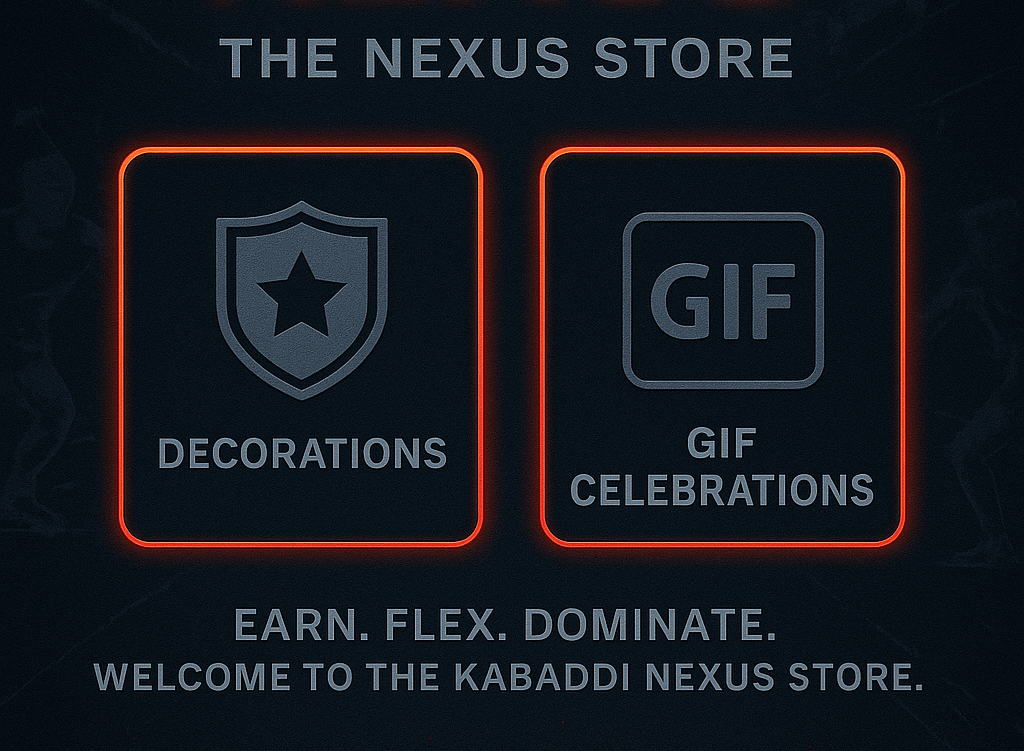 THE NEXUS STORE
GIF
DECORATIONS
GIF
CELEBRATIONS
EARN. FLEX. DOMINATE.
WELCOME TO THE KABADDI NEXUS STORE.